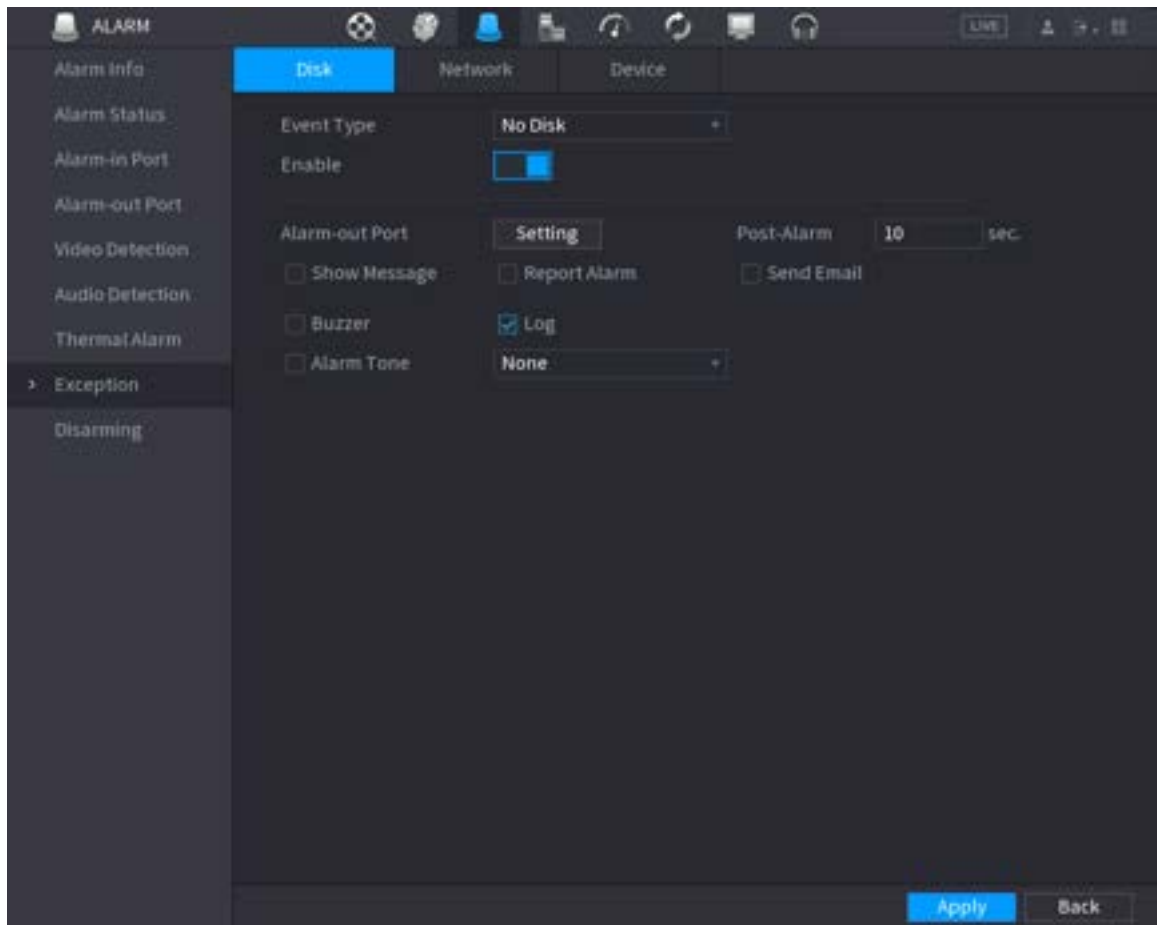 ALARM
LIVE
Alarm Info
Alarm Status
Alarm-in Port
Alarm-out Port
Video Detection
Audio Detection
Thermal Alarm
Exception
Disarming
Disk Network Device
Event Type No Disk
Enable
Alarm-out Port Setting Post-Alarm 10 sec.
Show Message Report Alarm Send Email
Buzzer Log
Alarm Tone None
Apply Back